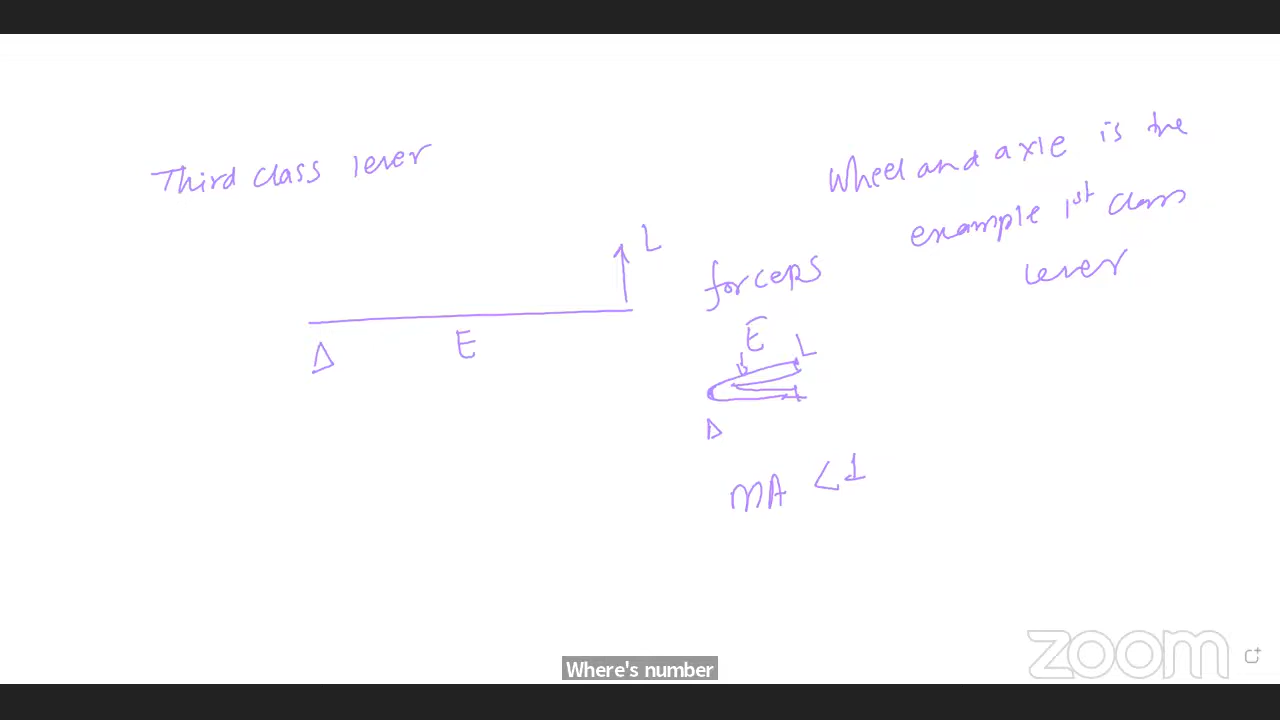 Third class lever
wheel and axle is the
example 1st class
lever
L
forceps
E
E
L
Δ
Δ
MA < 1
zoom
Where's number